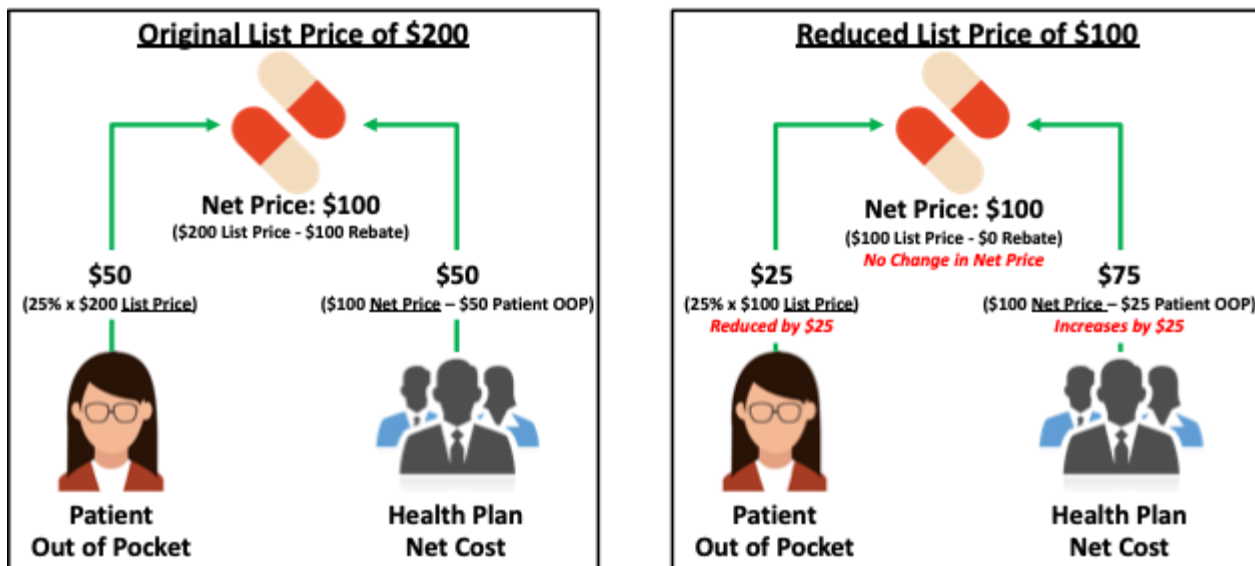 Original List Price of $200
Net Price: $100
($200 List Price - $100 Rebate)
$50
(25% x $200 List Price)
$50
($100 Net Price – $50 Patient OOP)
Patient
Out of Pocket
Health Plan
Net Cost
Reduced List Price of $100
Net Price: $100
($100 List Price - $0 Rebate)
No Change in Net Price
$25
(25% x $100 List Price)
Reduced by $25
$75
($100 Net Price – $25 Patient OOP)
Increases by $25
Patient
Out of Pocket
Health Plan
Net Cost